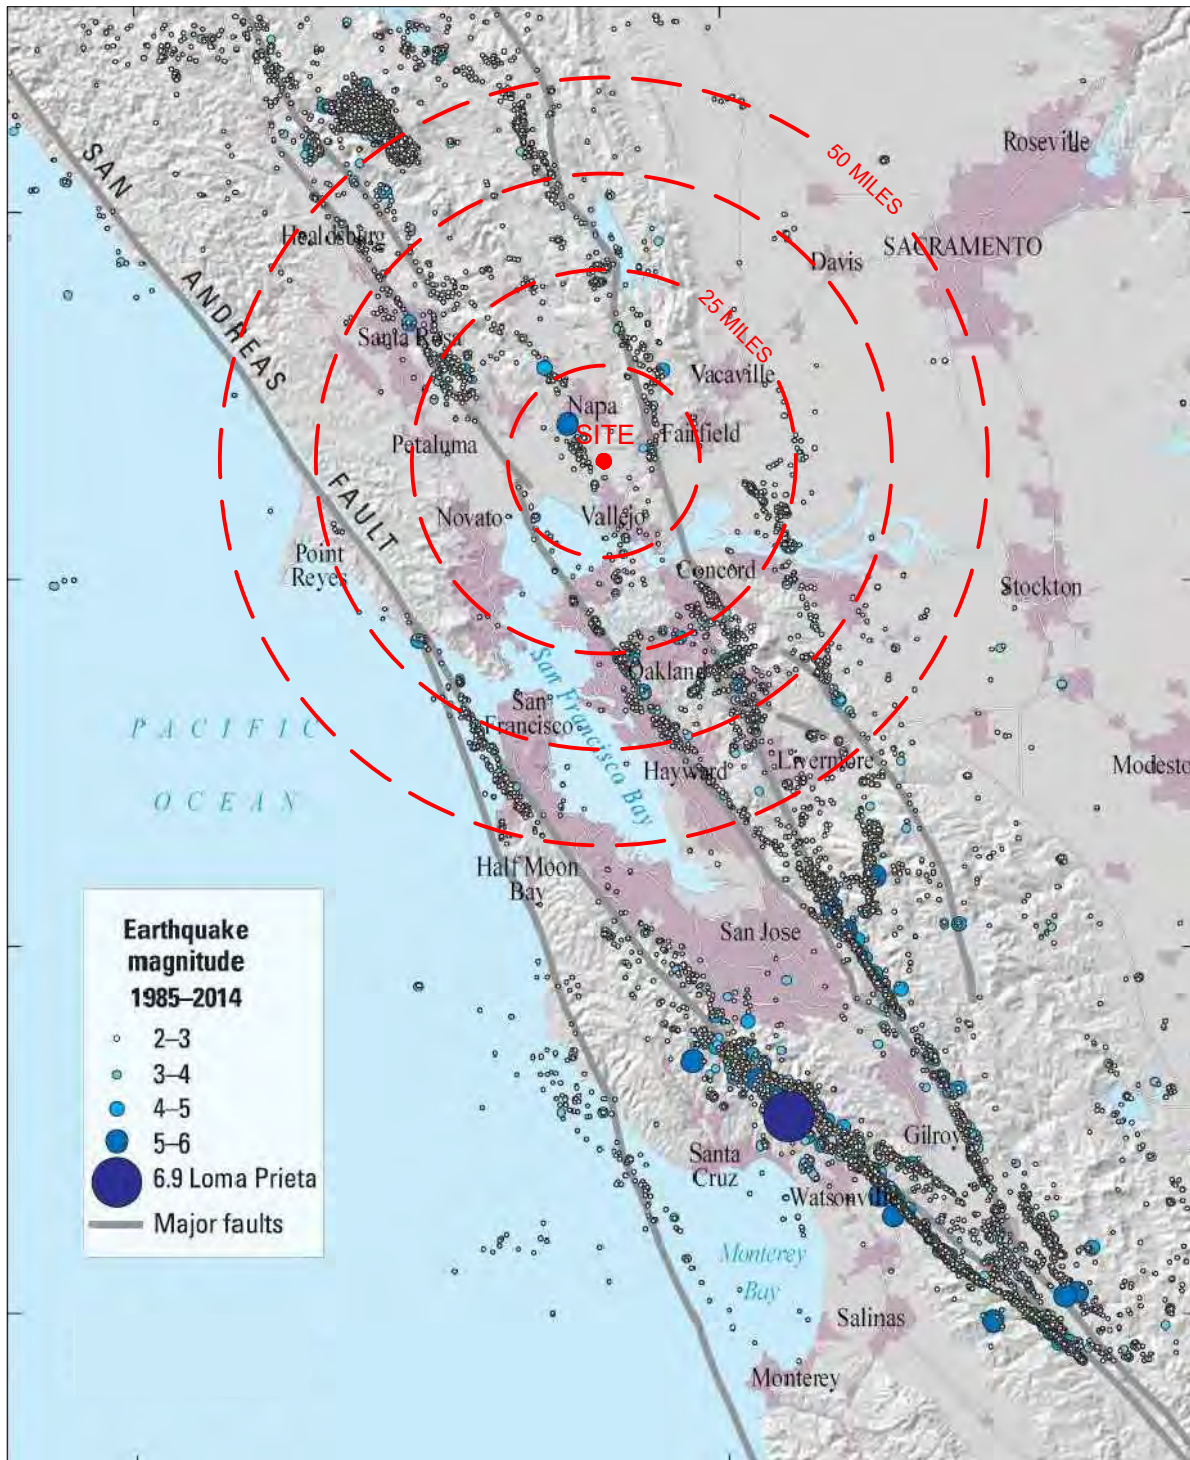 Roseville
50 MILES
SAN
Healdsburg
SACRAMENTO
Davis
ANDREAS
25 MILES
Santa Rosa
Vacaville
Napa
SITE
Fairfield
Petaluma
FAULT
Novato
Vallejo
Point
Reyes
Concord
Stockton
San Francisco Bay
Oakland
San
Francisco
PACIFIC
OCEAN
Hayward
Livermore
Modesto
Half Moon
Bay
San Jose
Earthquake
magnitude
1985–2014
2–3
3–4
4–5
5–6
6.9 Loma Prieta
Major faults
Gilroy
Santa
Cruz
Watsonville
Monterey
Bay
Salinas
Monterey